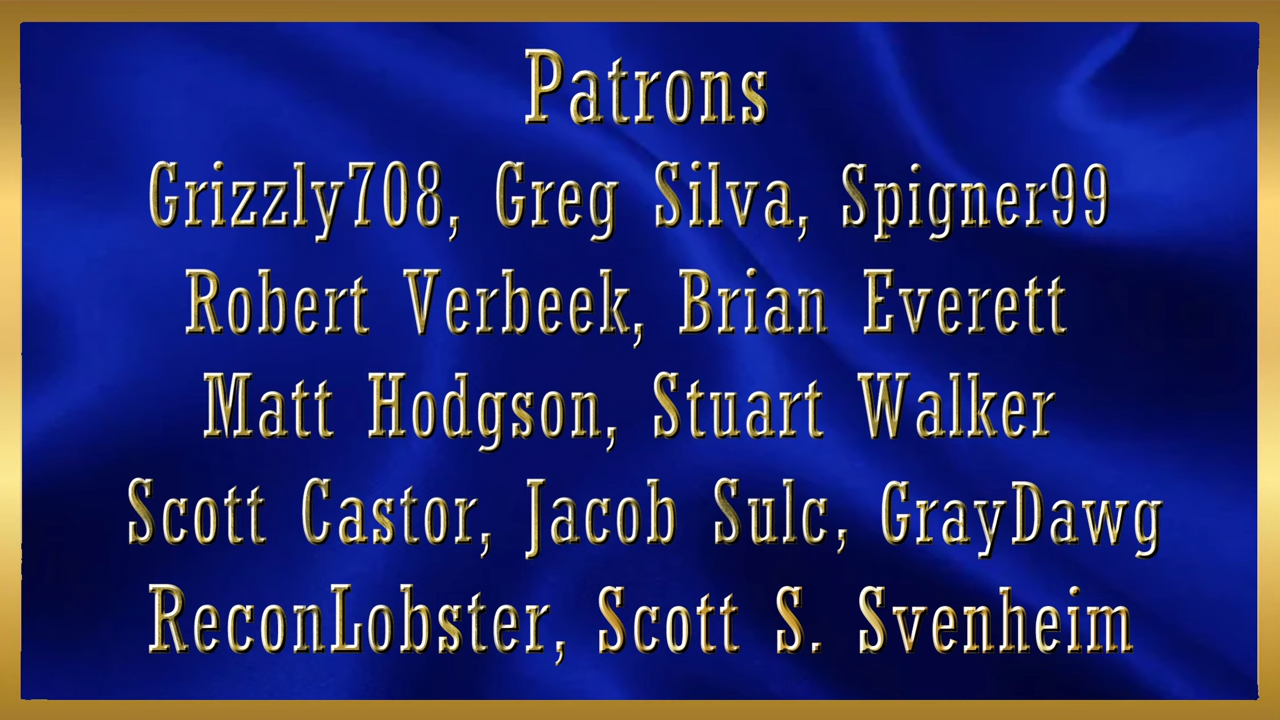 Patrons
Grizzly708, Greg Silva, Spigner99
Robert Verbeek, Brian Everett
Matt Hodgson, Stuart Walker
Scott Castor, Jacob Sulc, GrayDawg
ReconLobster, Scott S. Svenheim